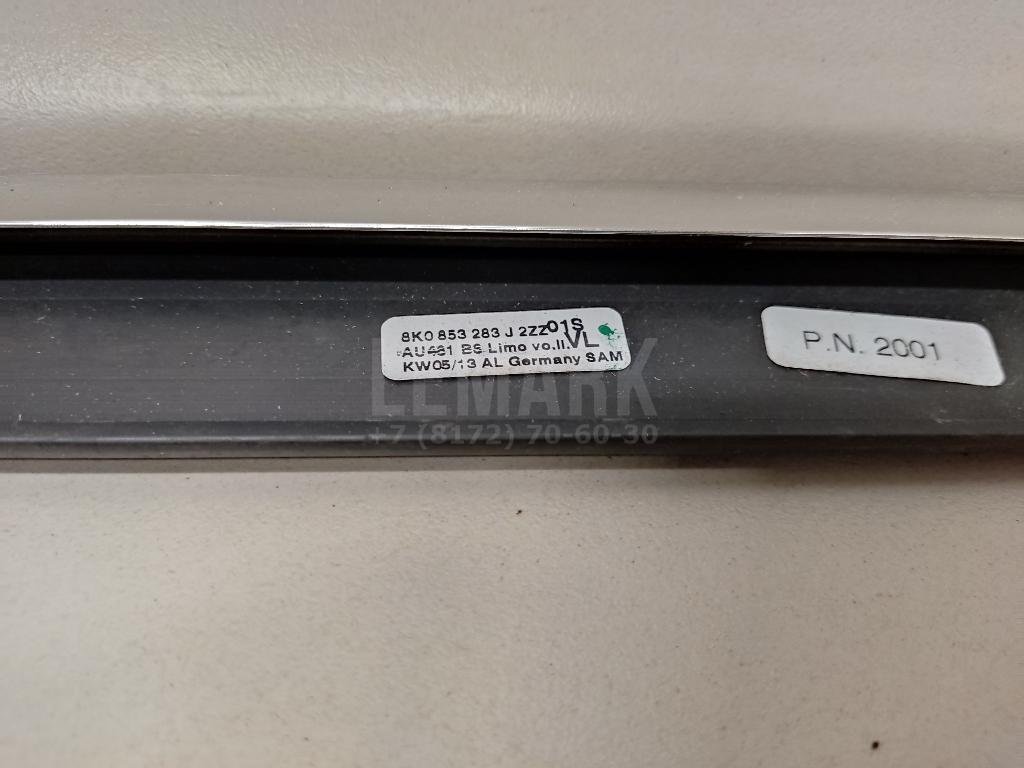 8K0 853 283 J 2ZZ 01S
AU481 B8 Limo vo.li. VL
KW05/13 AL Germany SAM
P.N. 2001
LEMARK
+7 (8172) 70-60-30